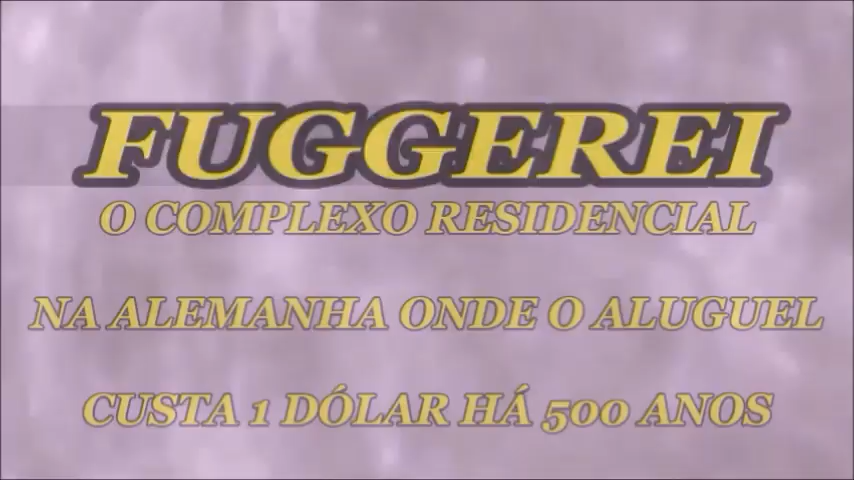 FUGGEREI
O COMPLEXO RESIDENCIAL
NA ALEMANHA ONDE O ALUGUEL
CUSTA 1 DÓLAR HÁ 500 ANOS